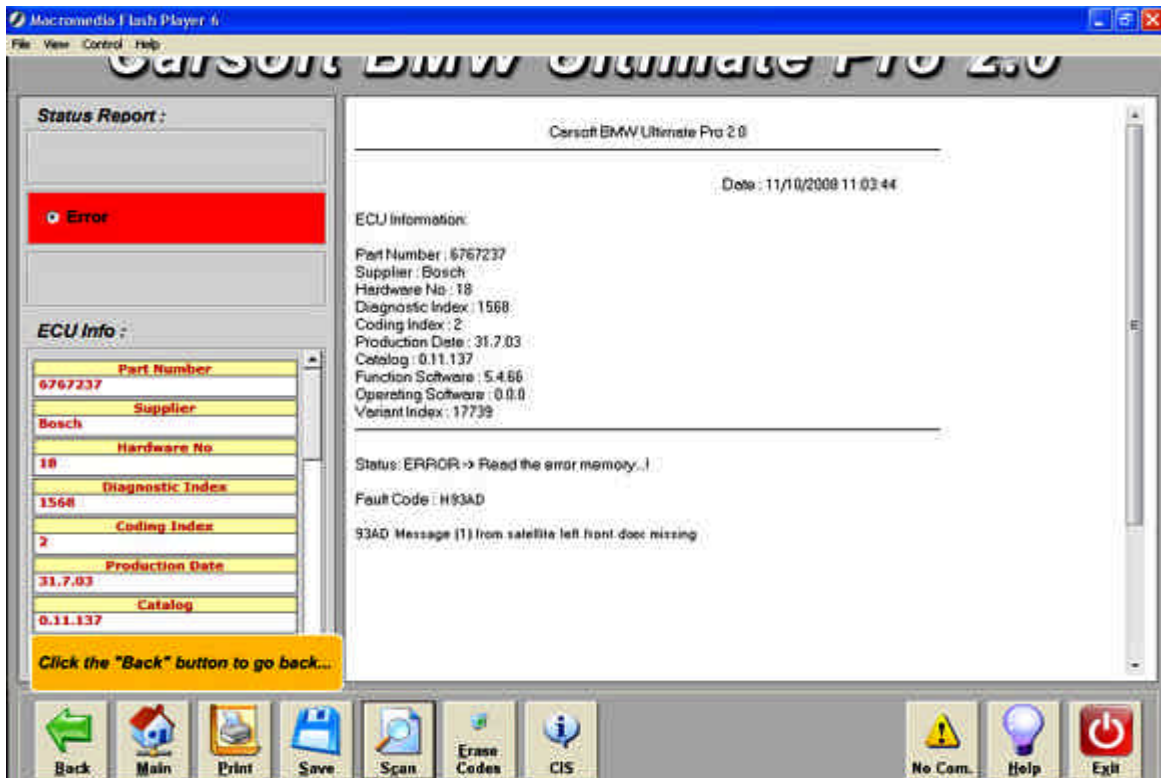 Macromedia Flash Player 6
File View Control Help
Carsoft BMW Ultimate Pro 2.0
Status Report :
Error
ECU Info :
Part Number
6767237
Supplier
Bosch
Hardware No
18
Diagnostic Index
1568
Coding Index
2
Production Date
31.7.03
Catalog
0.11.137
Click the "Back" button to go back...
Carsoft BMW Ultimate Pro 2.0
Date : 11/10/2008 11:03:44
ECU Information:
Part Number : 6767237
Supplier : Bosch
Hardware No : 18
Diagnostic Index : 1568
Coding Index : 2
Production Date : 31.7.03
Catalog : 0.11.137
Function Software : 5.4.66
Operating Software : 0.0.0
Variant Index : 17739
Status: ERROR -> Read the error memory...!
Fault Code : H93AD
93AD Message (1) from satellite left front door missing
Back
Main
Print
Save
Scan
Erase
Codes
CIS
No Com.
Help
Exit